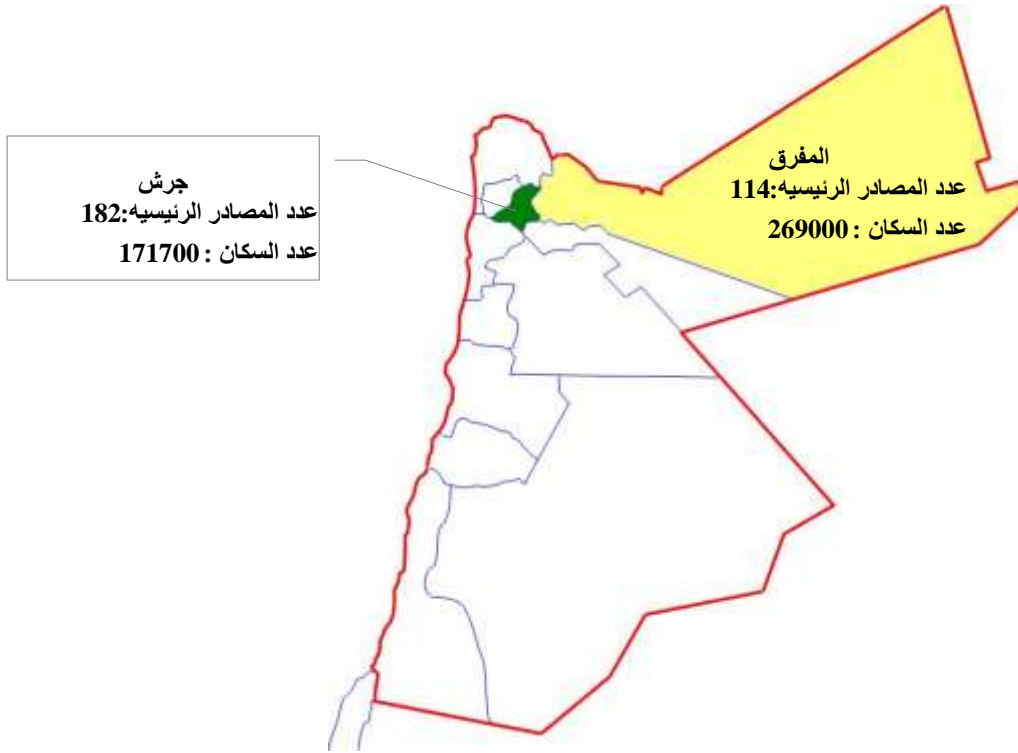 المفرق
عدد المصادر الرئيسيه:114
عدد السكان : 269000
جرش
عدد المصادر الرئيسيه:182
عدد السكان : 171700